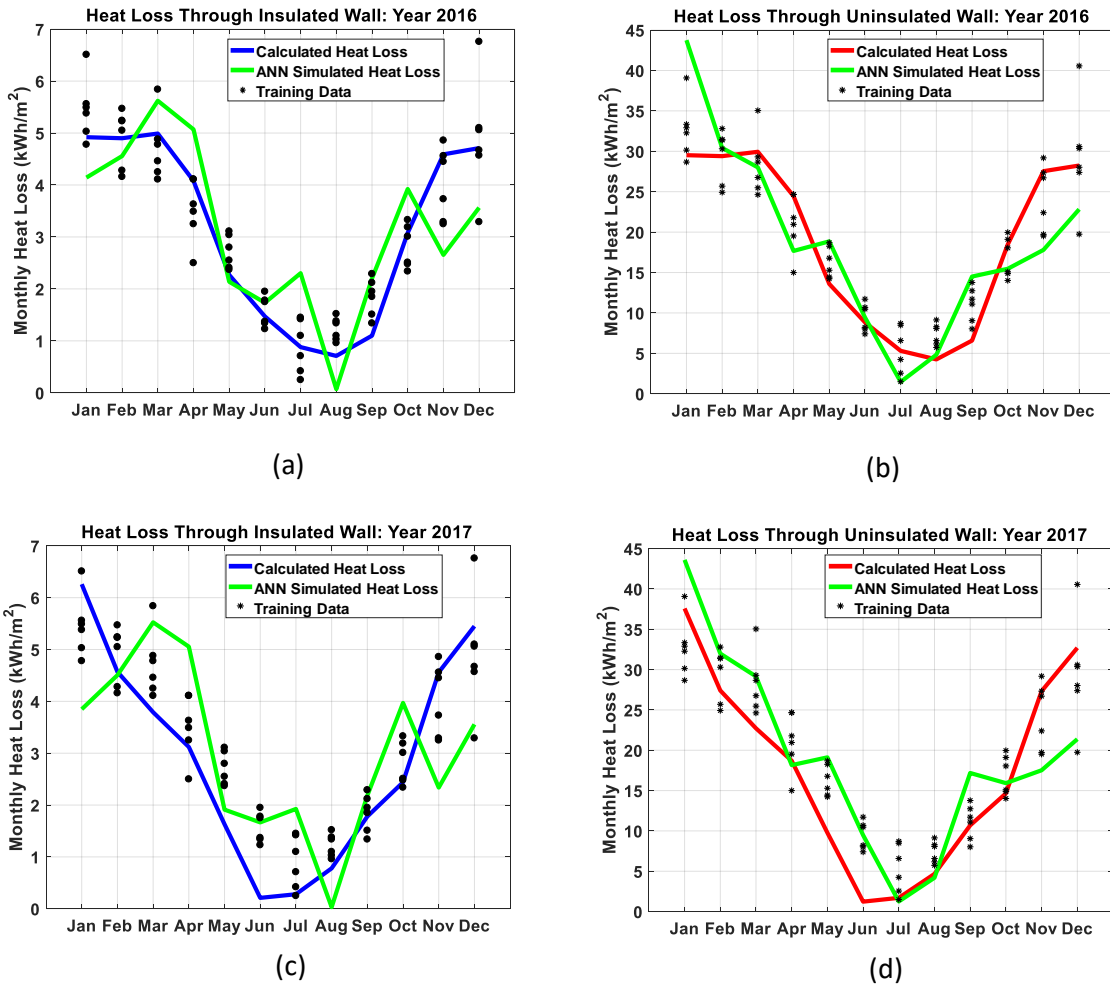 Heat Loss Through Insulated Wall: Year 2016
Monthly Heat Loss (kWh/m2)
7
6
5
4
3
2
1
0
Calculated Heat Loss
ANN Simulated Heat Loss
Training Data
Jan Feb Mar Apr May Jun Jul Aug Sep Oct Nov Dec
(a)
Heat Loss Through Uninsulated Wall: Year 2016
Monthly Heat Loss (kWh/m2)
45
40
35
30
25
20
15
10
5
0
Calculated Heat Loss
ANN Simulated Heat Loss
Training Data
Jan Feb Mar Apr May Jun Jul Aug Sep Oct Nov Dec
(b)
Heat Loss Through Insulated Wall: Year 2017
Monthly Heat Loss (kWh/m2)
7
6
5
4
3
2
1
0
Calculated Heat Loss
ANN Simulated Heat Loss
Training Data
Jan Feb Mar Apr May Jun Jul Aug Sep Oct Nov Dec
(c)
Heat Loss Through Uninsulated Wall: Year 2017
Monthly Heat Loss (kWh/m2)
45
40
35
30
25
20
15
10
5
0
Calculated Heat Loss
ANN Simulated Heat Loss
Training Data
Jan Feb Mar Apr May Jun Jul Aug Sep Oct Nov Dec
(d)